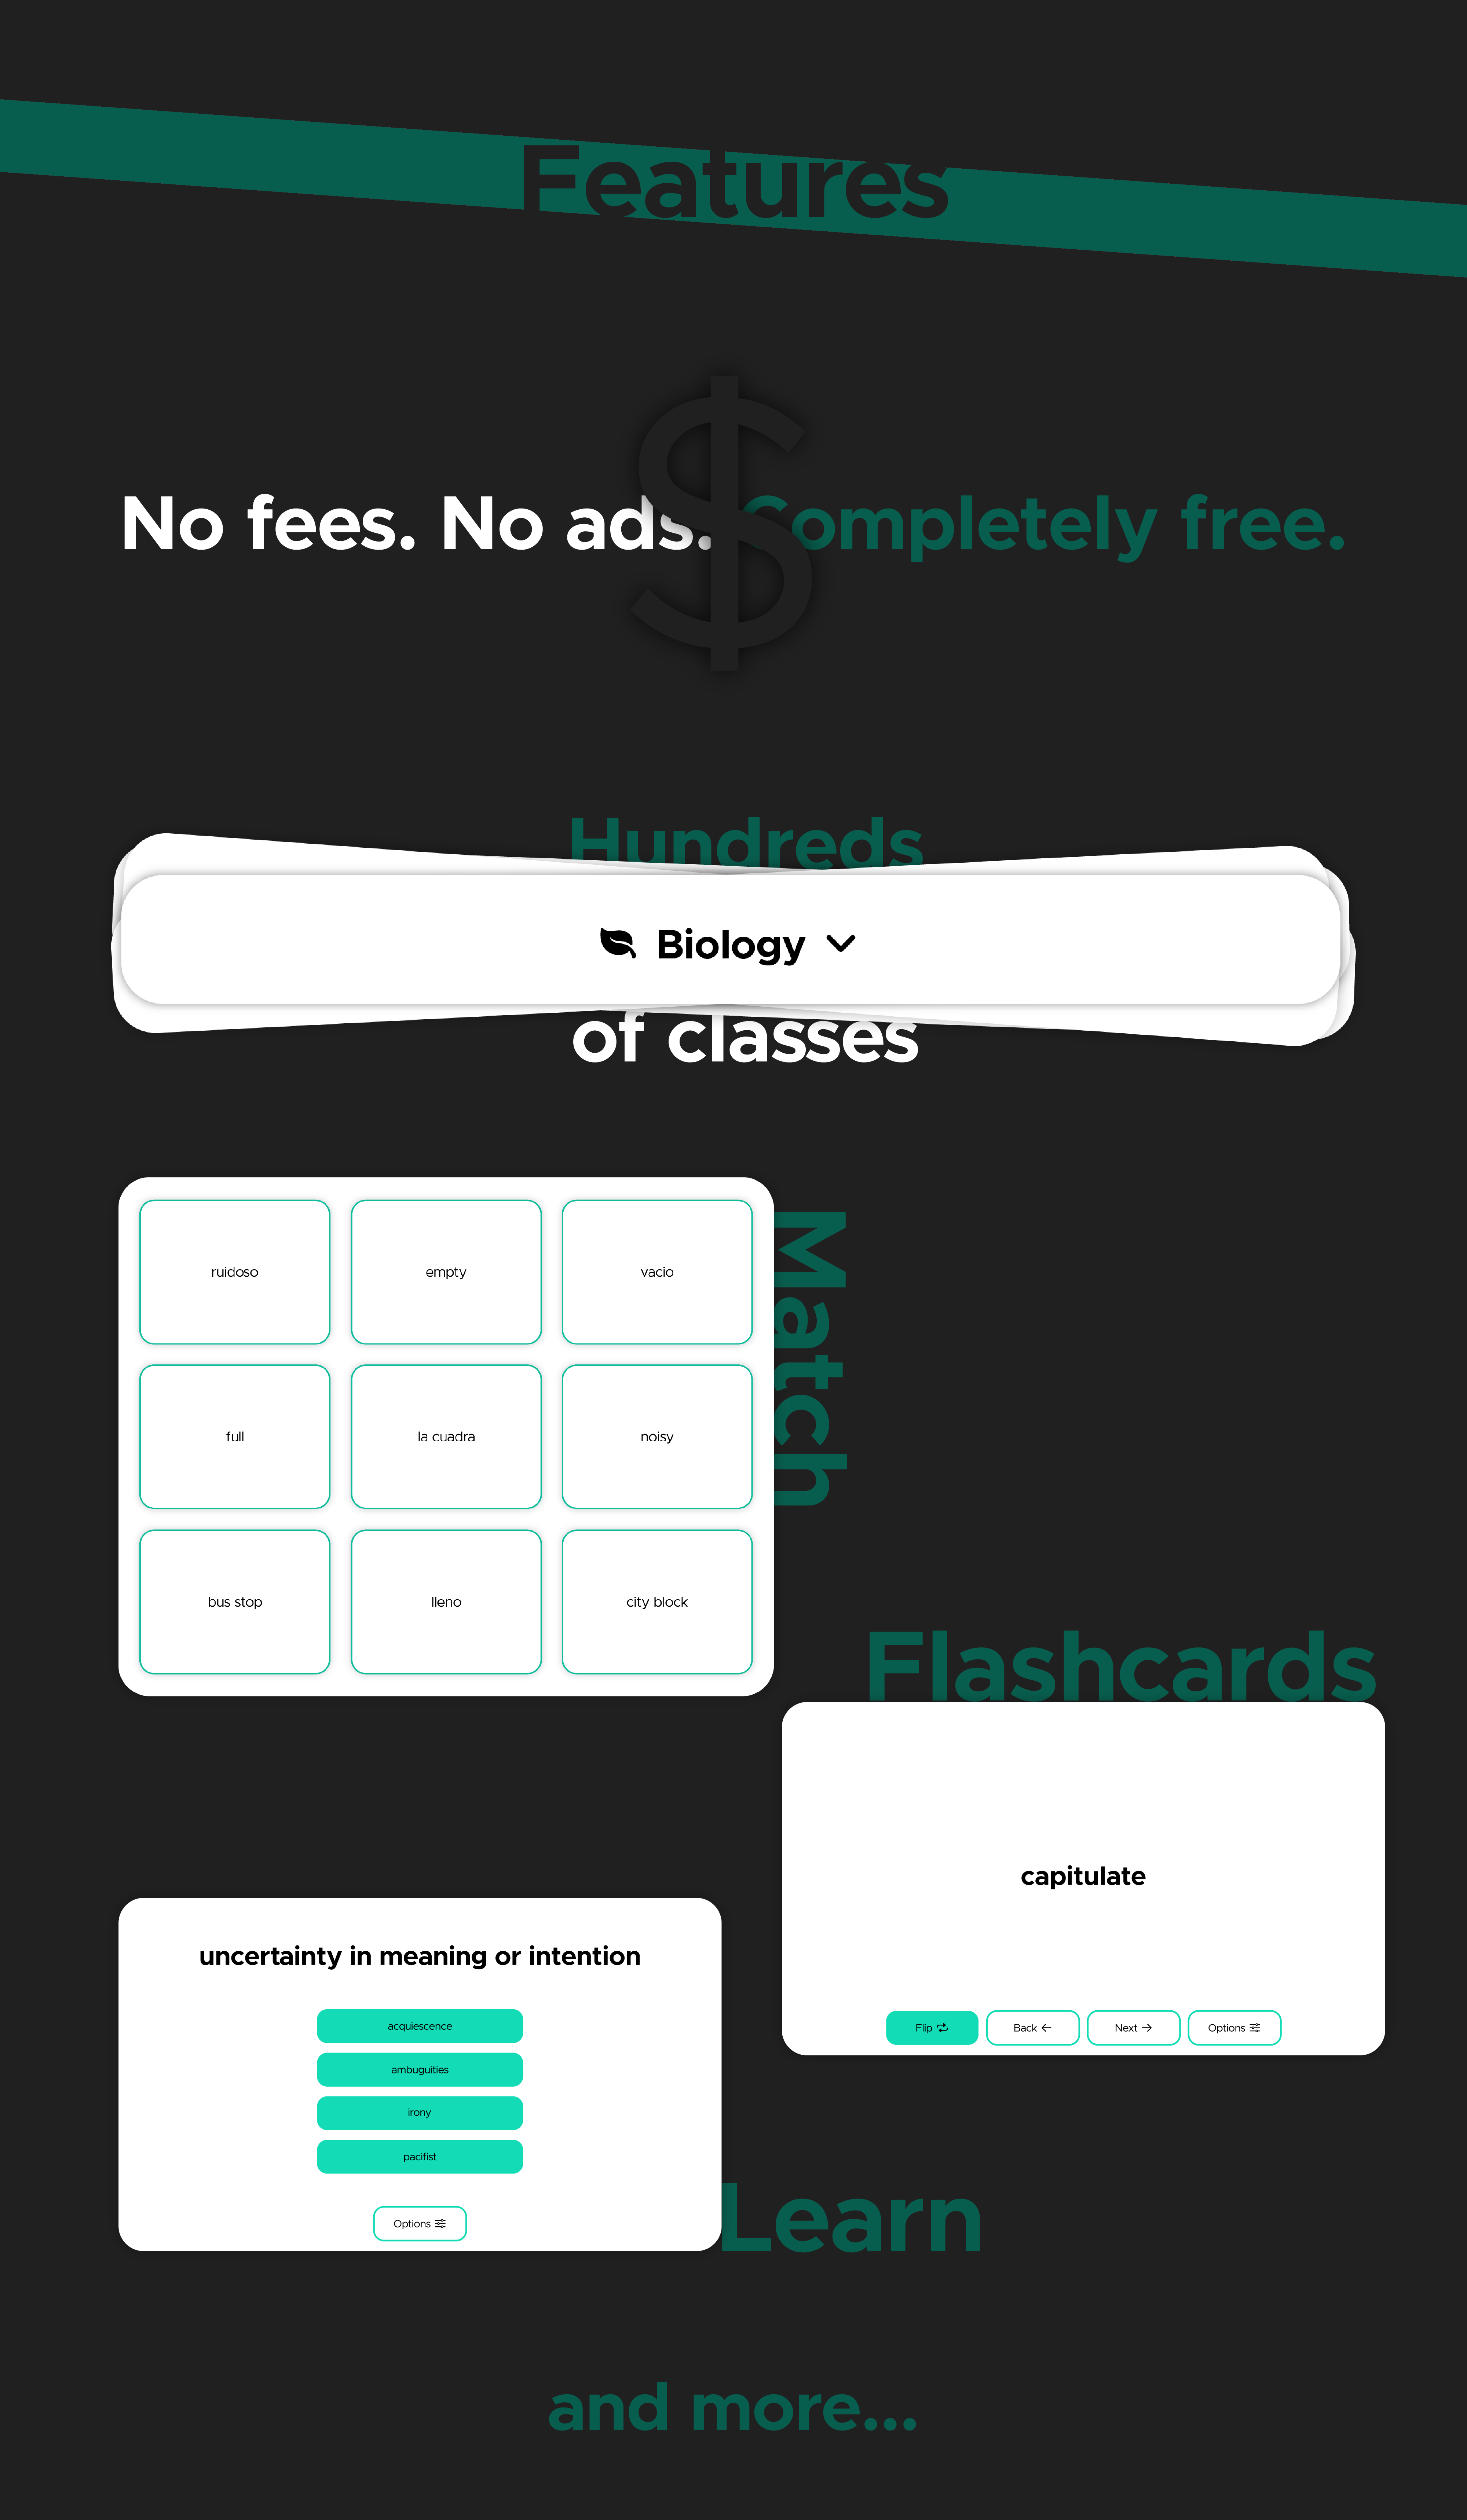 Features
No fees. No ads. Completely free.
Hundreds
Biology
of classes
ruidoso
empty
vacio
full
la cuadra
noisy
bus stop
lleno
city block
Match
Flashcards
capitulate
Flip
Back
Next
Options
uncertainty in meaning or intention
acquiescence
ambuguities
irony
pacifist
Options
Learn
and more...